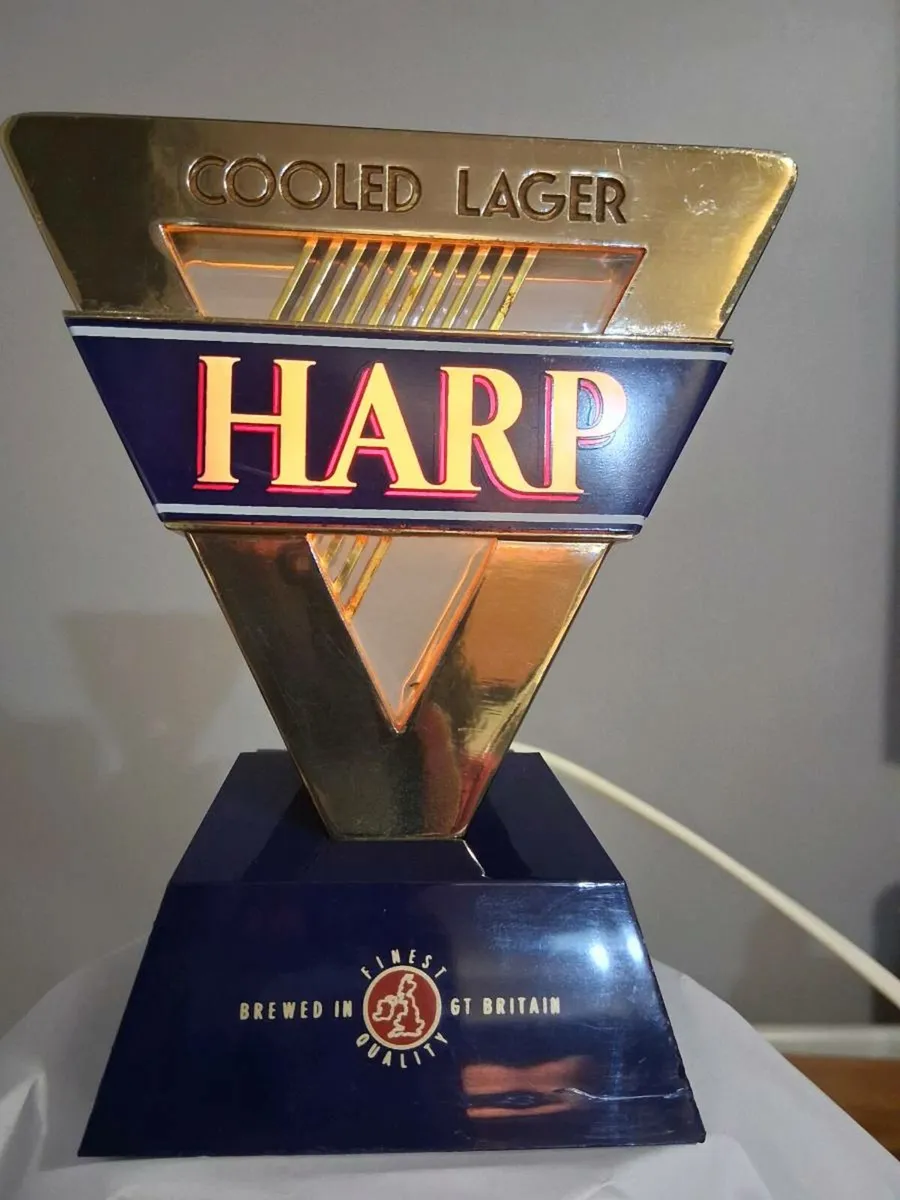 COOLED LAGER
HARP
FINEST
BREWED IN GT BRITAIN
QUALITY